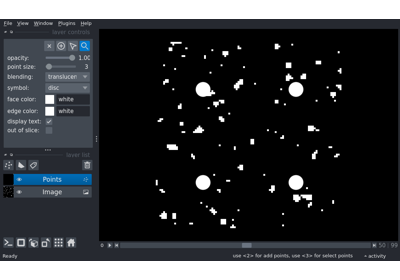 File View Window Plugins Help
layer controls
opacity: 1.00
point size: 3
blending: translucen
symbol: disc
face color: white
edge color: white
display text:
out of slice:
layer list
Points
Image
0 50 99
Ready use <2> for add points, use <3> for select points activity